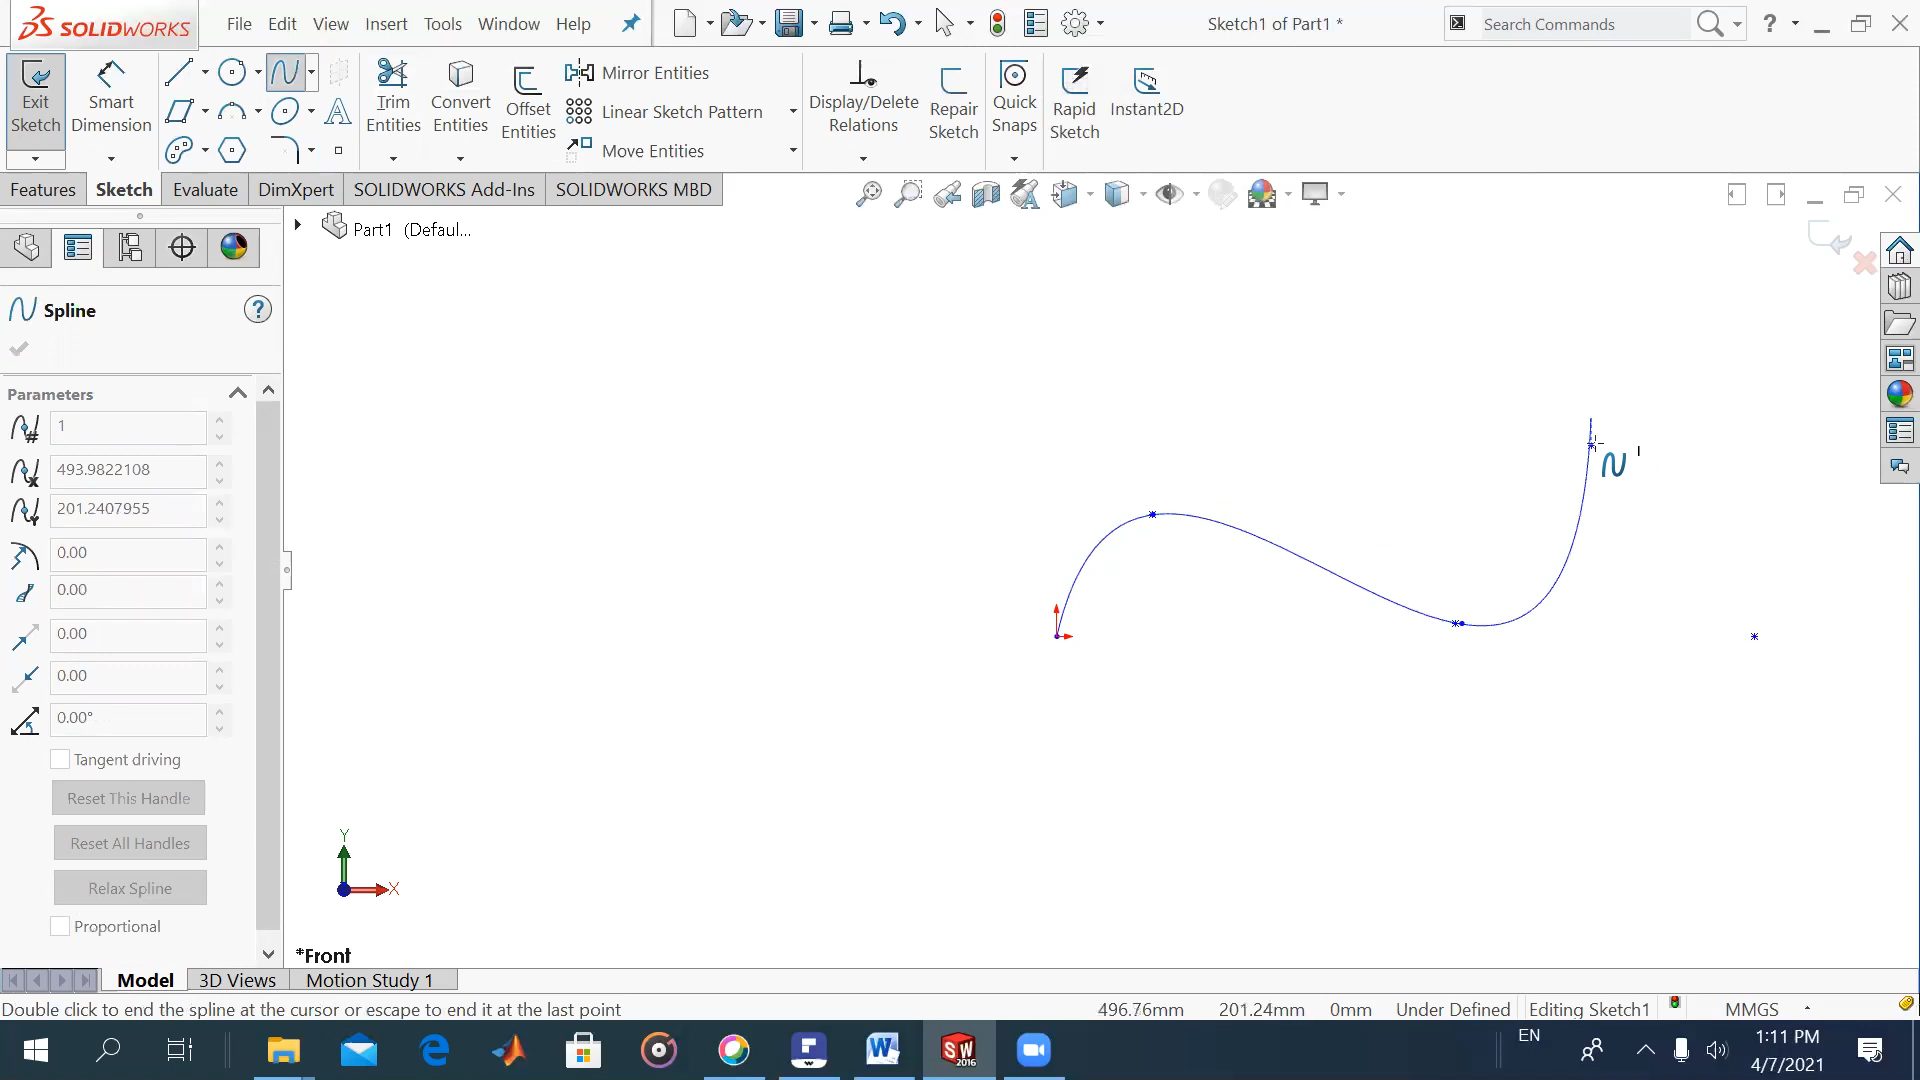 SOLIDWORKS File Edit View Insert Tools Window Help Sketch1 of Part1 * Search Commands ?
Exit Sketch
Smart Dimension
Trim Entities
Convert Entities
Offset Entities
Mirror Entities
Linear Sketch Pattern
Move Entities
Display/Delete Relations
Repair Sketch
Quick Snaps
Rapid Sketch
Instant2D
Features Sketch Evaluate DimXpert SOLIDWORKS Add-Ins SOLIDWORKS MBD
Part1 (Defaul...
Spline ?
Parameters
1
493.9822108
201.2407955
0.00
0.00
0.00
0.00
0.00°
Tangent driving
Reset This Handle
Reset All Handles
Relax Spline
Proportional
Y
X
*Front
Model 3D Views Motion Study 1
Double click to end the spline at the cursor or escape to end it at the last point 496.76mm 201.24mm 0mm Under Defined Editing Sketch1 MMGS
SW 2016
EN
1:11 PM
4/7/2021